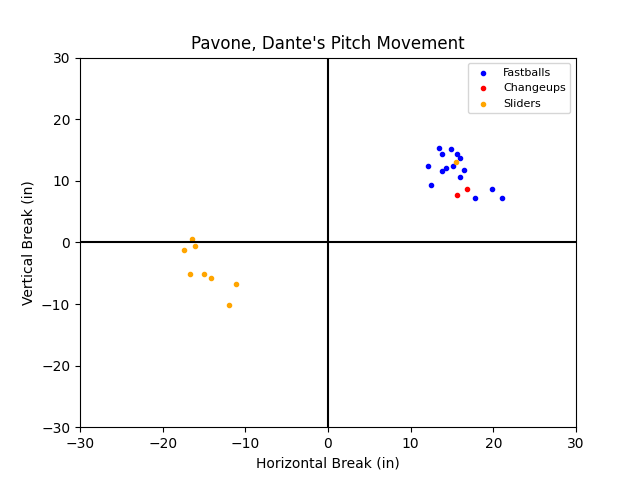 Pavone, Dante's Pitch Movement
Fastballs
Changeups
Sliders
Vertical Break (in)
30
20
10
0
−10
−20
−30
−30
−20
−10
0
10
20
30
Horizontal Break (in)